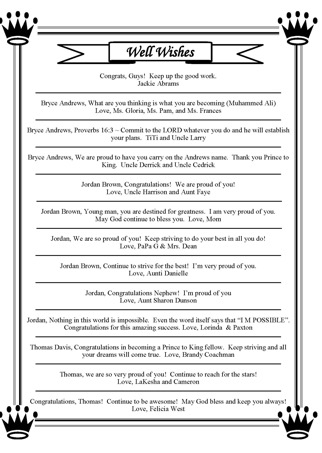 Well Wishes
Congrats, Guys! Keep up the good work.
Jackie Abrams
Bryce Andrews, What are you thinking is what you are becoming (Muhammed Ali)
Love, Ms. Gloria, Ms. Pam, and Ms. Frances
Bryce Andrews, Proverbs 16:3 – Commit to the LORD whatever you do and he will establish
your plans. TiTi and Uncle Larry
Bryce Andrews, We are proud to have you carry on the Andrews name. Thank you Prince to
King. Uncle Derrick and Uncle Cedrick
Jordan Brown, Congratulations! We are proud of you!
Love, Uncle Harrison and Aunt Faye
Jordan Brown, Young man, you are destined for greatness. I am very proud of you.
May God continue to bless you. Love, Mom
Jordan, We are so proud of you! Keep striving to do your best in all you do!
Love, PaPa G & Mrs. Dean
Jordan Brown, Continue to strive for the best! I'm very proud of you.
Love, Aunti Danielle
Jordan, Congratulations Nephew! I'm proud of you
Love, Aunt Sharon Dunson
Jordan, Nothing in this world is impossible. Even the word itself says that "I M POSSIBLE".
Congratulations for this amazing success. Love, Lorinda & Paxton
Thomas Davis, Congratulations in becoming a Prince to King fellow. Keep striving and all
your dreams will come true. Love, Brandy Coachman
Thomas, we are so very proud of you! Continue to reach for the stars!
Love, LaKesha and Cameron
Congratulations, Thomas! Continue to be awesome! May God bless and keep you always!
Love, Felicia West